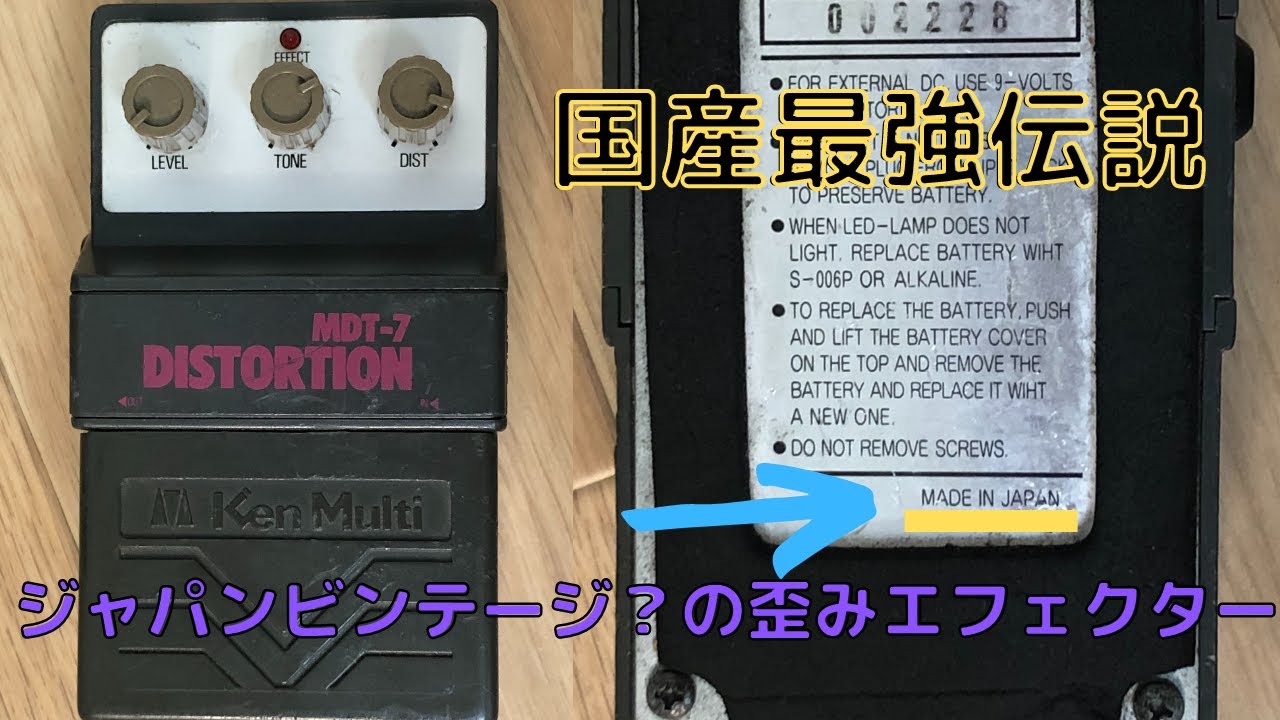 EFFECT
LEVEL
TONE
DIST
MDT-7
DISTORTION
OUT
IN
Ken Multi
002228
● FOR EXTERNAL DC USE 9-VOLTS
● WHEN LED-LAMP DOES NOT
LIGHT, REPLACE BATTERY WIHT
S-006P OR ALKALINE.
● TO REPLACE THE BATTERY, PUSH
AND LIFT THE BATTERY COVER
ON THE TOP AND REMOVE THE
BATTERY AND REPLACE IT WIHT
A NEW ONE.
● DO NOT REMOVE SCREWS.
MADE IN JAPAN
TO PRESERVE BATTERY.
国産最強伝説
ジャパンビンテージ?の歪みエフェクター